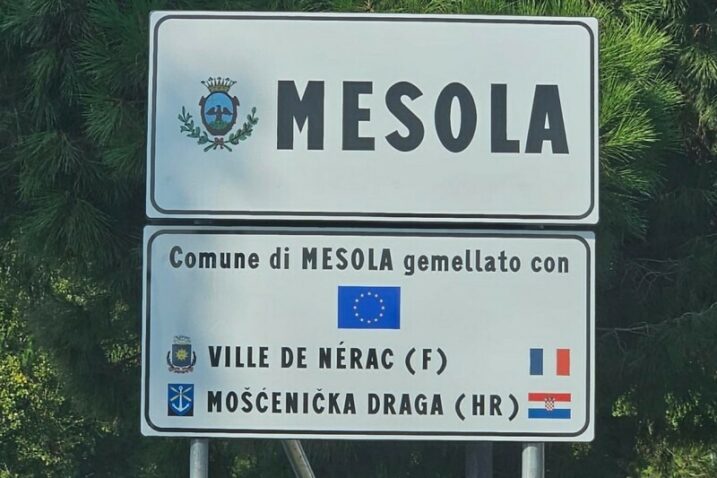 MESOLA
Comune di MESOLA gemellato con
VILLE DE NÉRAC (F)
MOŠĆENIČKA DRAGA (HR)